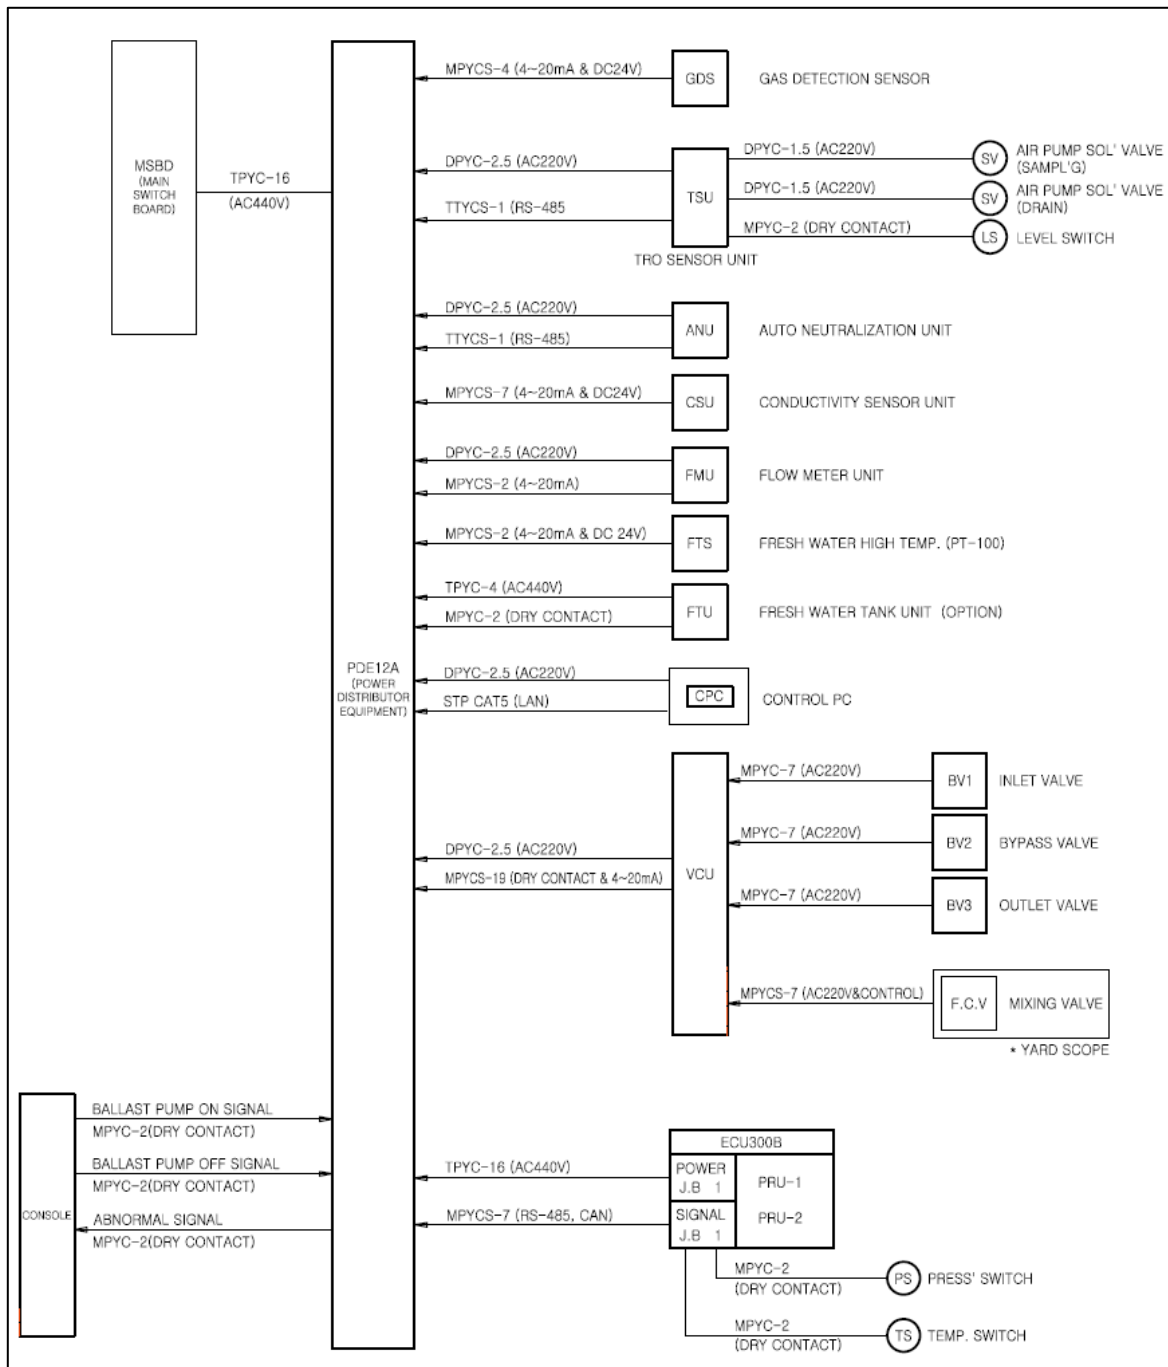 MSBD
(MAIN
SWITCH
BOARD)
TPYC-16
(AC440V)
MPYCS-4 (4~20mA & DC24V)
GDS
GAS DETECTION SENSOR
DPYC-2.5 (AC220V)
TTYCS-1 (RS-485
TSU
TRO SENSOR UNIT
DPYC-1.5 (AC220V)
SV
AIR PUMP SOL' VALVE
(SAMPL'G)
DPYC-1.5 (AC220V)
SV
AIR PUMP SOL' VALVE
(DRAIN)
MPYC-2 (DRY CONTACT)
LS
LEVEL SWITCH
DPYC-2.5 (AC220V)
TTYCS-1 (RS-485)
ANU
AUTO NEUTRALIZATION UNIT
MPYCS-7 (4~20mA & DC24V)
CSU
CONDUCTIVITY SENSOR UNIT
DPYC-2.5 (AC220V)
MPYCS-2 (4~20mA)
FMU
FLOW METER UNIT
MPYCS-2 (4~20mA & DC 24V)
FTS
FRESH WATER HIGH TEMP. (PT-100)
TPYC-4 (AC440V)
MPYC-2 (DRY CONTACT)
FTU
FRESH WATER TANK UNIT (OPTION)
PDE12A
(POWER
DISTRIBUTOR
EQUIPMENT)
DPYC-2.5 (AC220V)
STP CAT5 (LAN)
CPC
CONTROL PC
DPYC-2.5 (AC220V)
MPYCS-19 (DRY CONTACT & 4~20mA)
VCU
MPYC-7 (AC220V)
BV1
INLET VALVE
MPYC-7 (AC220V)
BV2
BYPASS VALVE
MPYC-7 (AC220V)
BV3
OUTLET VALVE
MPYCS-7 (AC220V&CONTROL)
F.C.V
MIXING VALVE
* YARD SCOPE
CONSOLE
BALLAST PUMP ON SIGNAL
MPYC-2(DRY CONTACT)
BALLAST PUMP OFF SIGNAL
MPYC-2(DRY CONTACT)
ABNORMAL SIGNAL
MPYC-2(DRY CONTACT)
TPYC-16 (AC440V)
MPYCS-7 (RS-485, CAN)
ECU300B
POWER
J.B 1
PRU-1
SIGNAL
J.B 1
PRU-2
MPYC-2
(DRY CONTACT)
PS
PRESS' SWITCH
MPYC-2
(DRY CONTACT)
TS
TEMP. SWITCH